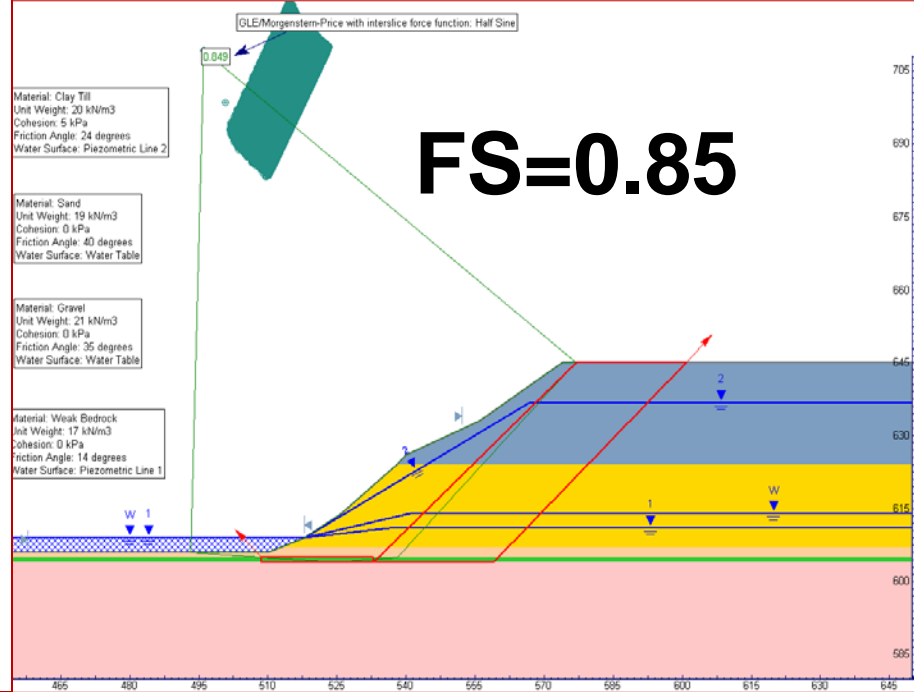 GLE/Morgenstern-Price with interslice force function: Half Sine
0.849
705
Material: Clay Till
Unit Weight: 20 kN/m3
Cohesion: 5 kPa
Friction Angle: 24 degrees
Water Surface: Piezometric Line 2
FS=0.85
690
Material: Sand
Unit Weight: 19 kN/m3
Cohesion: 0 kPa
Friction Angle: 40 degrees
Water Surface: Water Table
675
660
Material: Gravel
Unit Weight: 21 kN/m3
Cohesion: 0 kPa
Friction Angle: 35 degrees
Water Surface: Water Table
645
2
Material: Weak Bedrock
Unit Weight: 17 kN/m3
Cohesion: 0 kPa
Friction Angle: 14 degrees
Water Surface: Piezometric Line 1
630
2
W
1
615
W 1
600
585
465 480 495 510 525 540 555 570 585 600 615 630 645